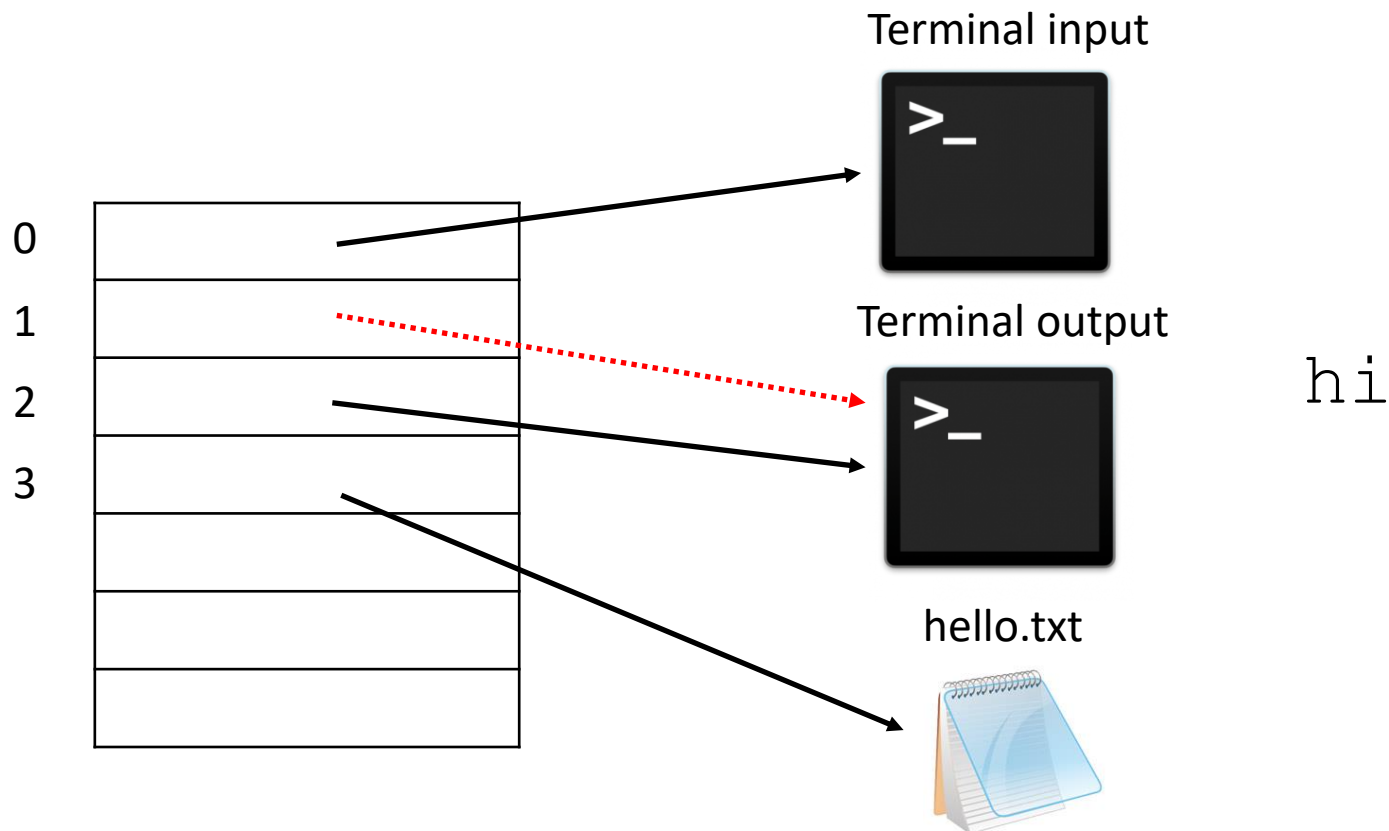 Terminal input
>_
0
1
Terminal output
2
>_
hi
3
hello.txt